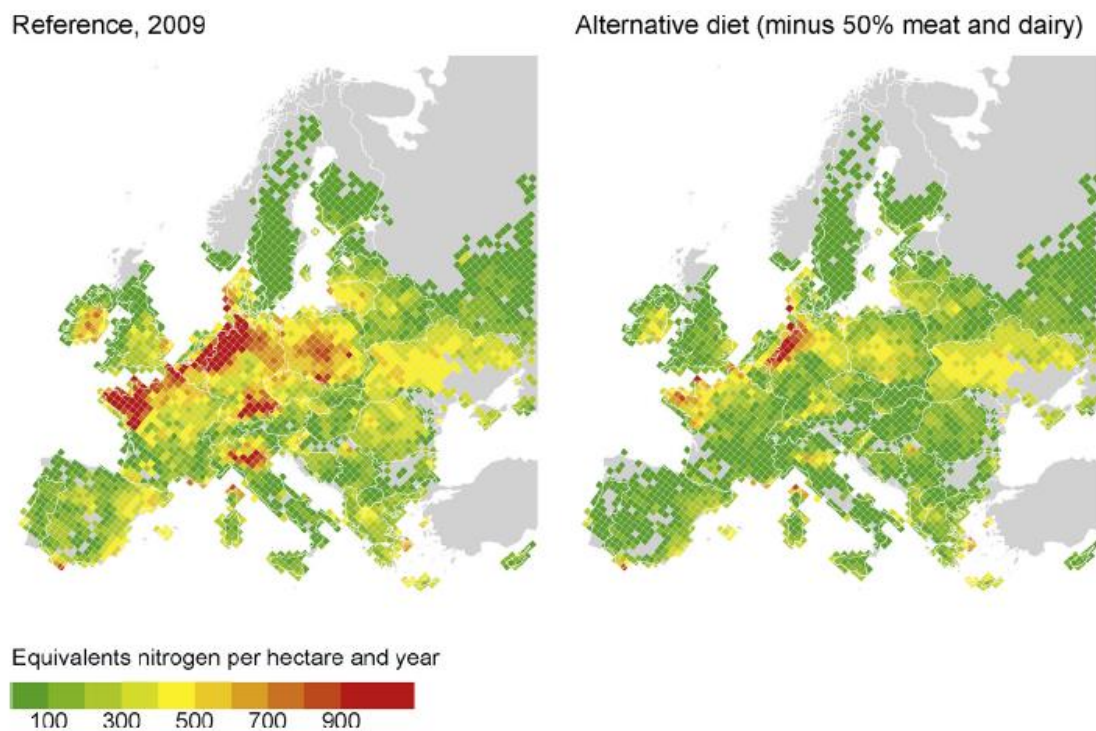 Reference, 2009
Alternative diet (minus 50% meat and dairy)
Equivalents nitrogen per hectare and year
100 300 500 700 900